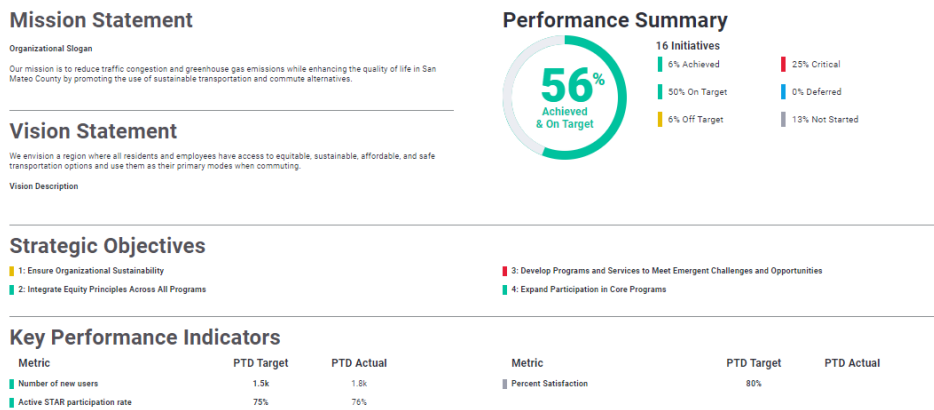 Mission Statement
Organizational Slogan
Our mission is to reduce traffic congestion and greenhouse gas emissions while enhancing the quality of life in San
Mateo County by promoting the use of sustainable transportation and commute alternatives.
Vision Statement
We envision a region where all residents and employees have access to equitable, sustainable, affordable, and safe
transportation options and use them as their primary modes when commuting.
Vision Description
Performance Summary
56%
Achieved
& On Target
16 Initiatives
6% Achieved
25% Critical
50% On Target
0% Deferred
6% Off Target
13% Not Started
Strategic Objectives
1: Ensure Organizational Sustainability
2: Integrate Equity Principles Across All Programs
3: Develop Programs and Services to Meet Emergent Challenges and Opportunities
4: Expand Participation in Core Programs
Key Performance Indicators
Metric PTD Target PTD Actual
Number of new users 1.5k 1.8k
Active STAR participation rate 75% 76%
Metric PTD Target PTD Actual
Percent Satisfaction 80%